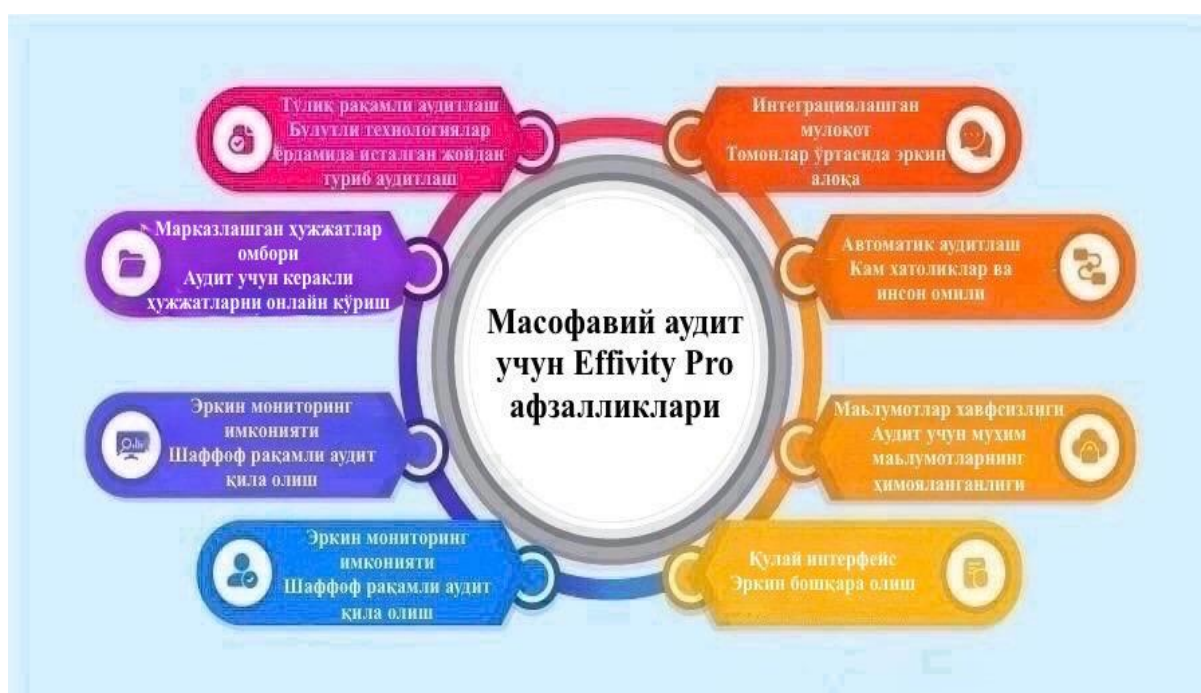 Тўлиқ рақамли аудитлаш
Булутли технологиялар
ёрдамида исталган жойдан
туриб аудитлаш
Марказлашган ҳужжатлар
омбори
Аудит учун керакли
ҳужжатларни онлайн кўриш
Эркин мониторинг
имконияти
Шаффоф рақамли аудит
қила олиш
Эркин мониторинг
имконияти
Шаффоф рақамли аудит
қила олиш
Масофавий аудит
учун Effivity Pro
афзалликлари
Интеграциялашган
мулоқот
Томонлар ўртасида эркин
алоқа
Автоматик аудитлаш
Кам хатоликлар ва
инсон омили
Маьлумотлар хавфсизлиги
Аудит учун муҳим
маьлумотларнинг
ҳимояланганлиги
Қулай интерфейс
Эркин бошқара олиш